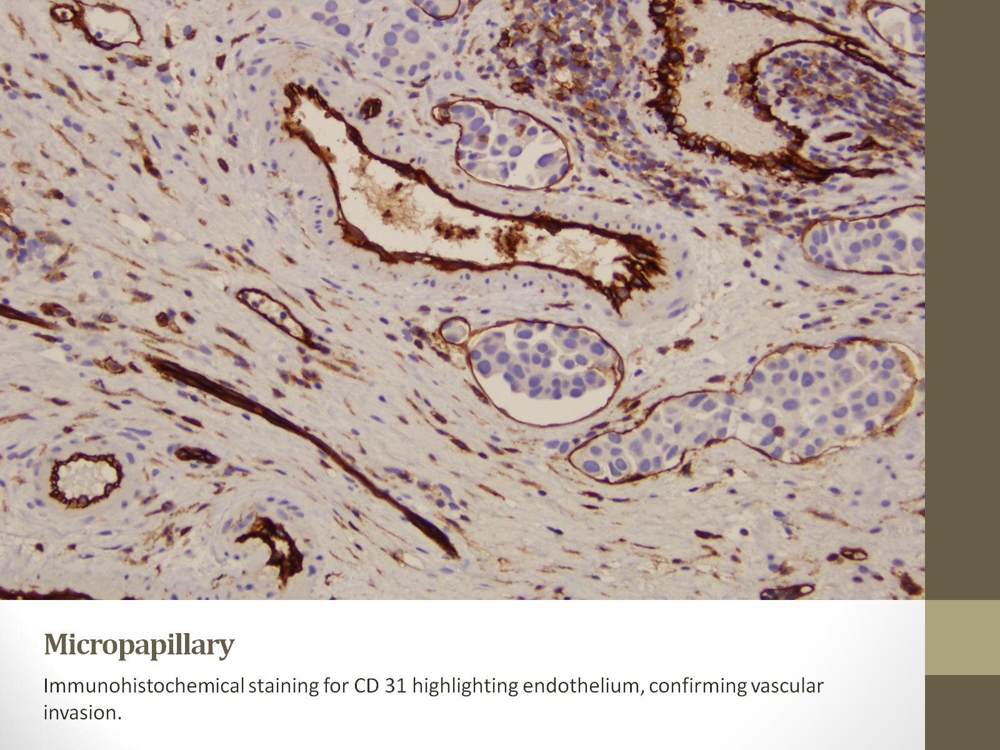 Micropapillary
Immunohistochemical staining for CD 31 highlighting endothelium, confirming vascular
invasion.